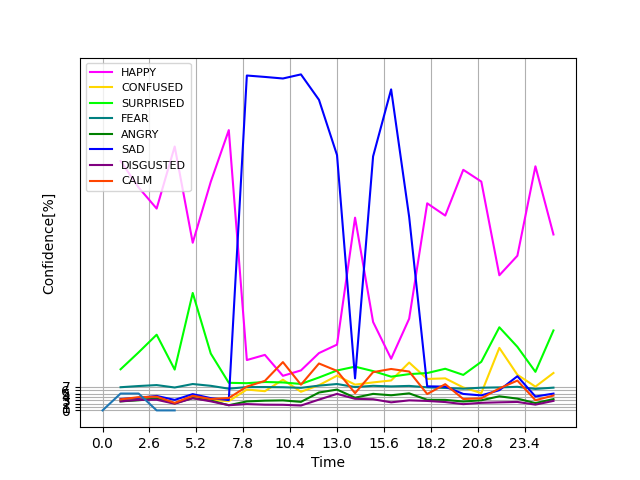 HAPPY
CONFUSED
SURPRISED
FEAR
ANGRY
SAD
DISGUSTED
CALM
Confidence[%]
0.0 2.6 5.2 7.8 10.4 13.0 15.6 18.2 20.8 23.4
Time